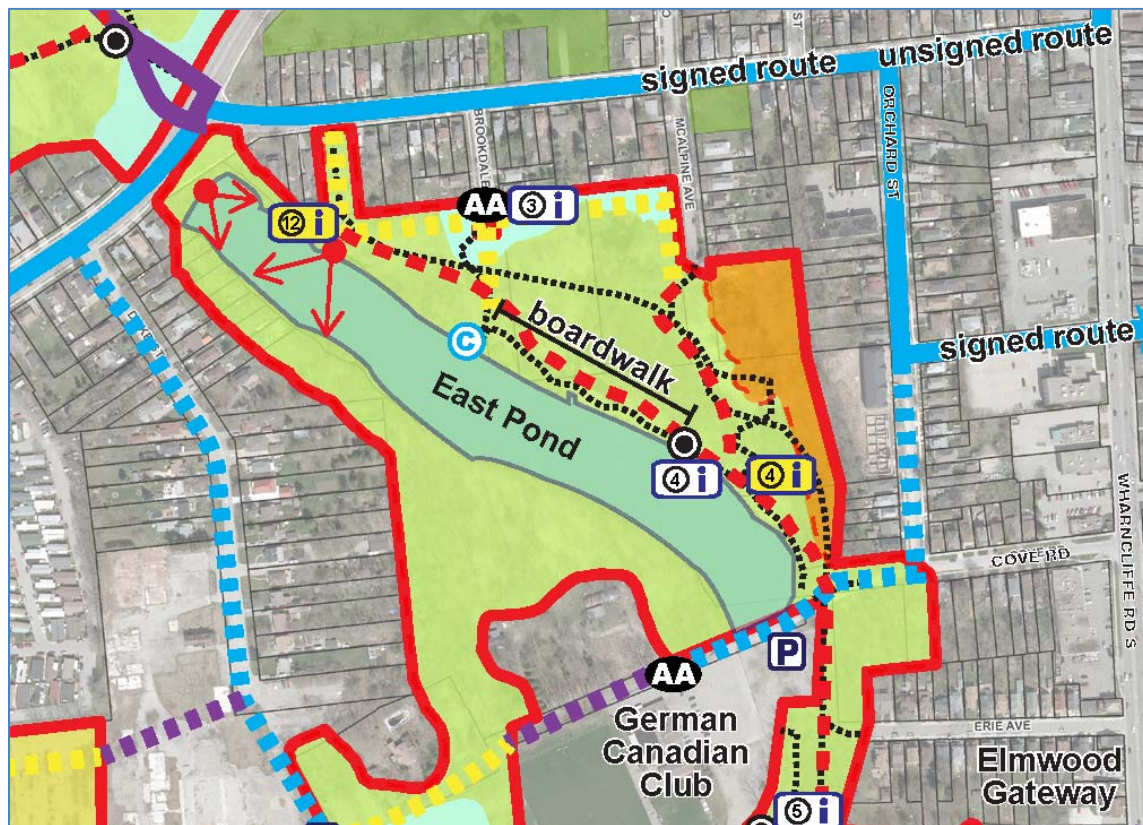 signed route
unsigned route
ORCHARD ST
ST
BROOKDALE
MCALPINE AVE
AA
3 i
12 i
boardwalk
signed route
C
East Pond
4 i
4 i
COVE RD
WHARNCLIFFE RD S
P
AA
German
Canadian
Club
ERIE AVE
Elmwood
Gateway
5 i